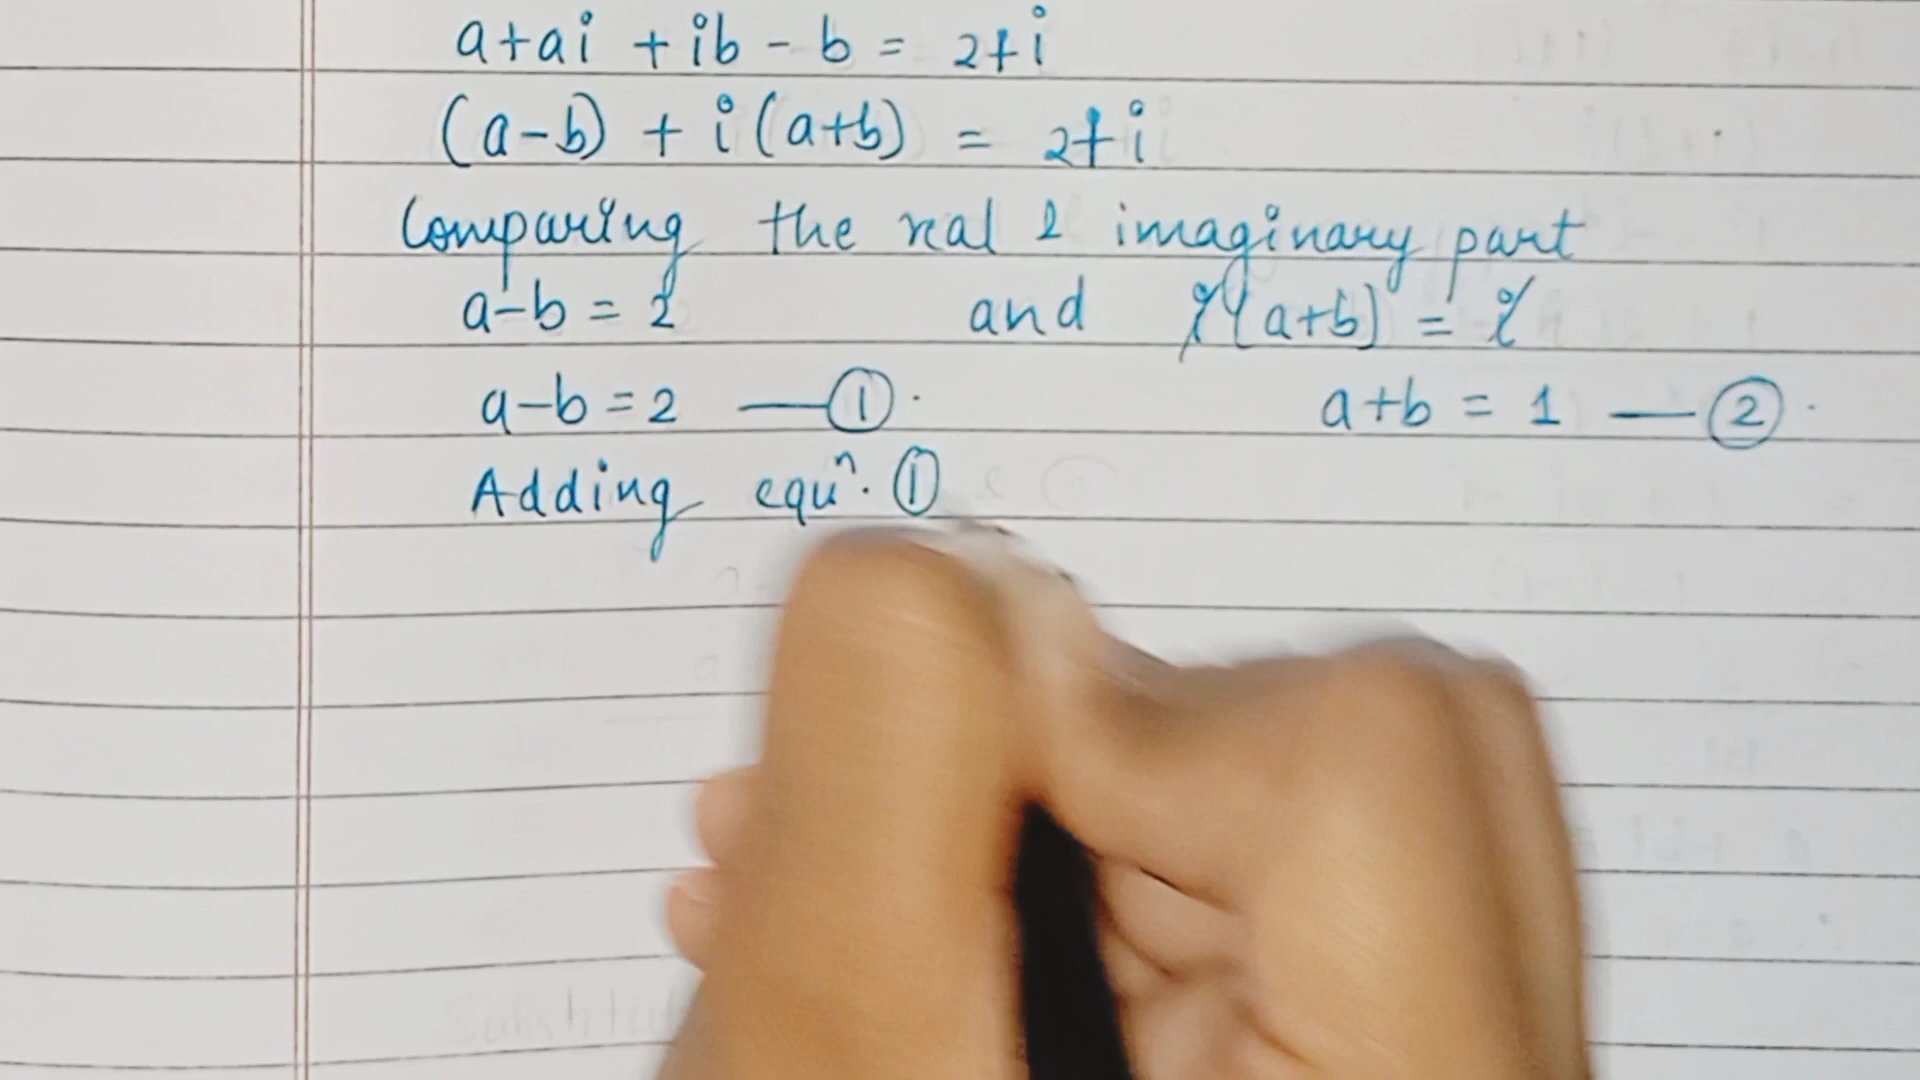 a+ai +ib - b = 2+i
(a-b) + i(a+b) = 2+i
Comparing the real & imaginary part
a-b = 2 and i(a+b) = i
a-b = 2 —① . a+b = 1 —② .
Adding equⁿ. ①